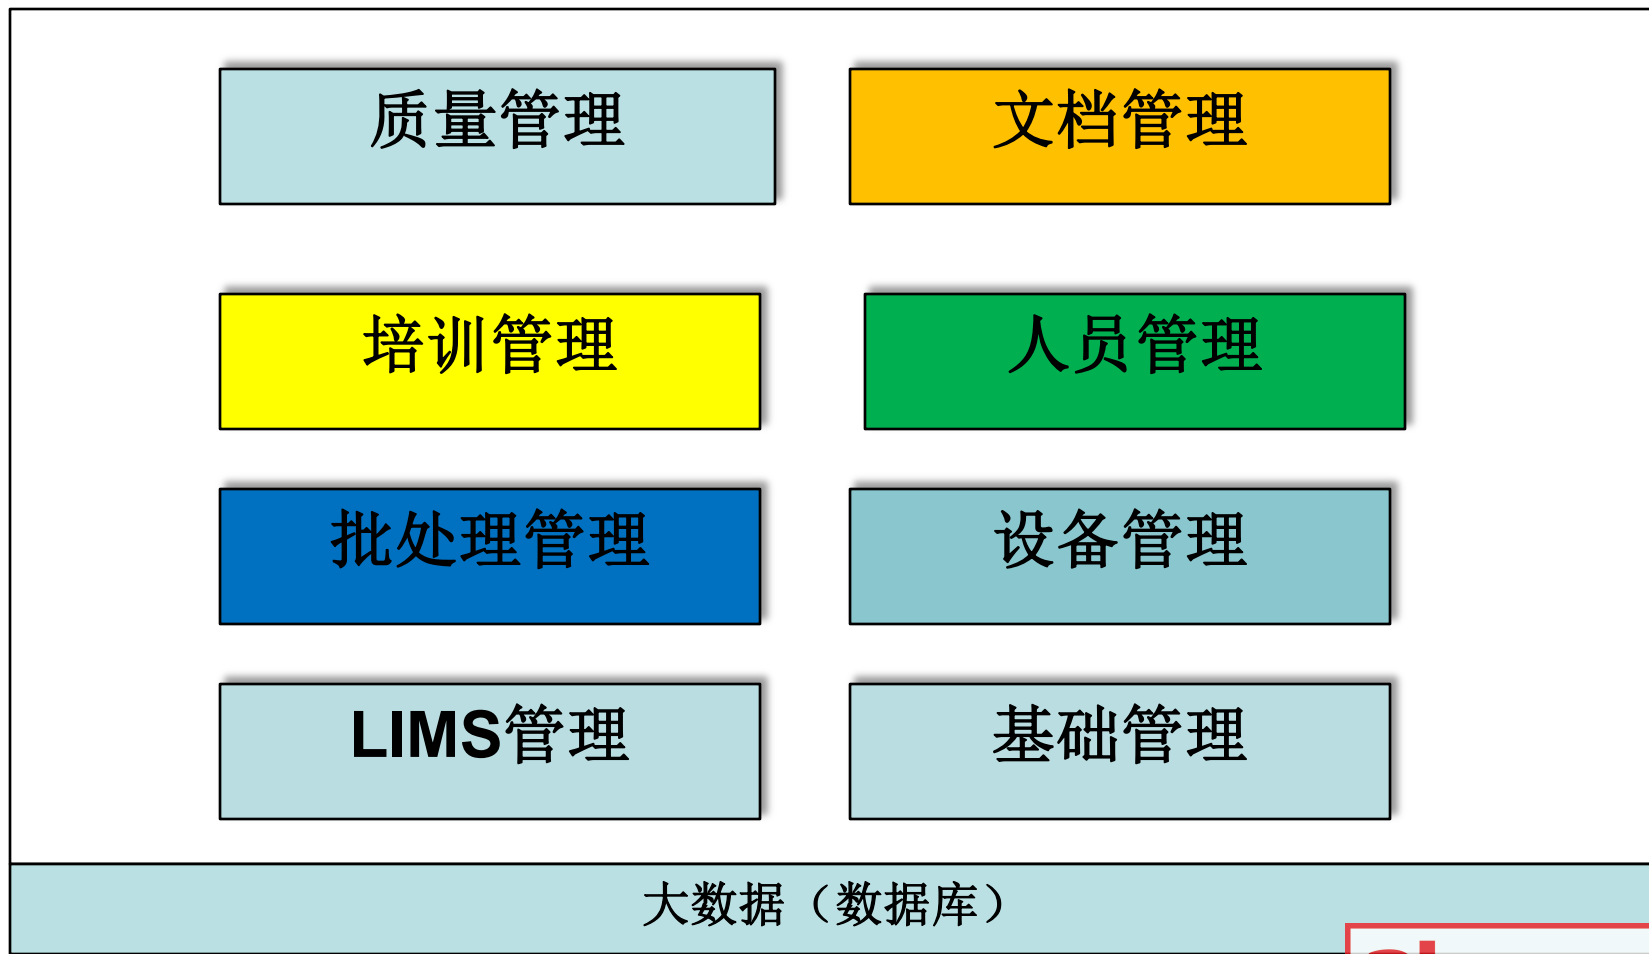 质量管理
文档管理
培训管理
人员管理
批处理管理
设备管理
LIMS管理
基础管理
大数据（数据库）